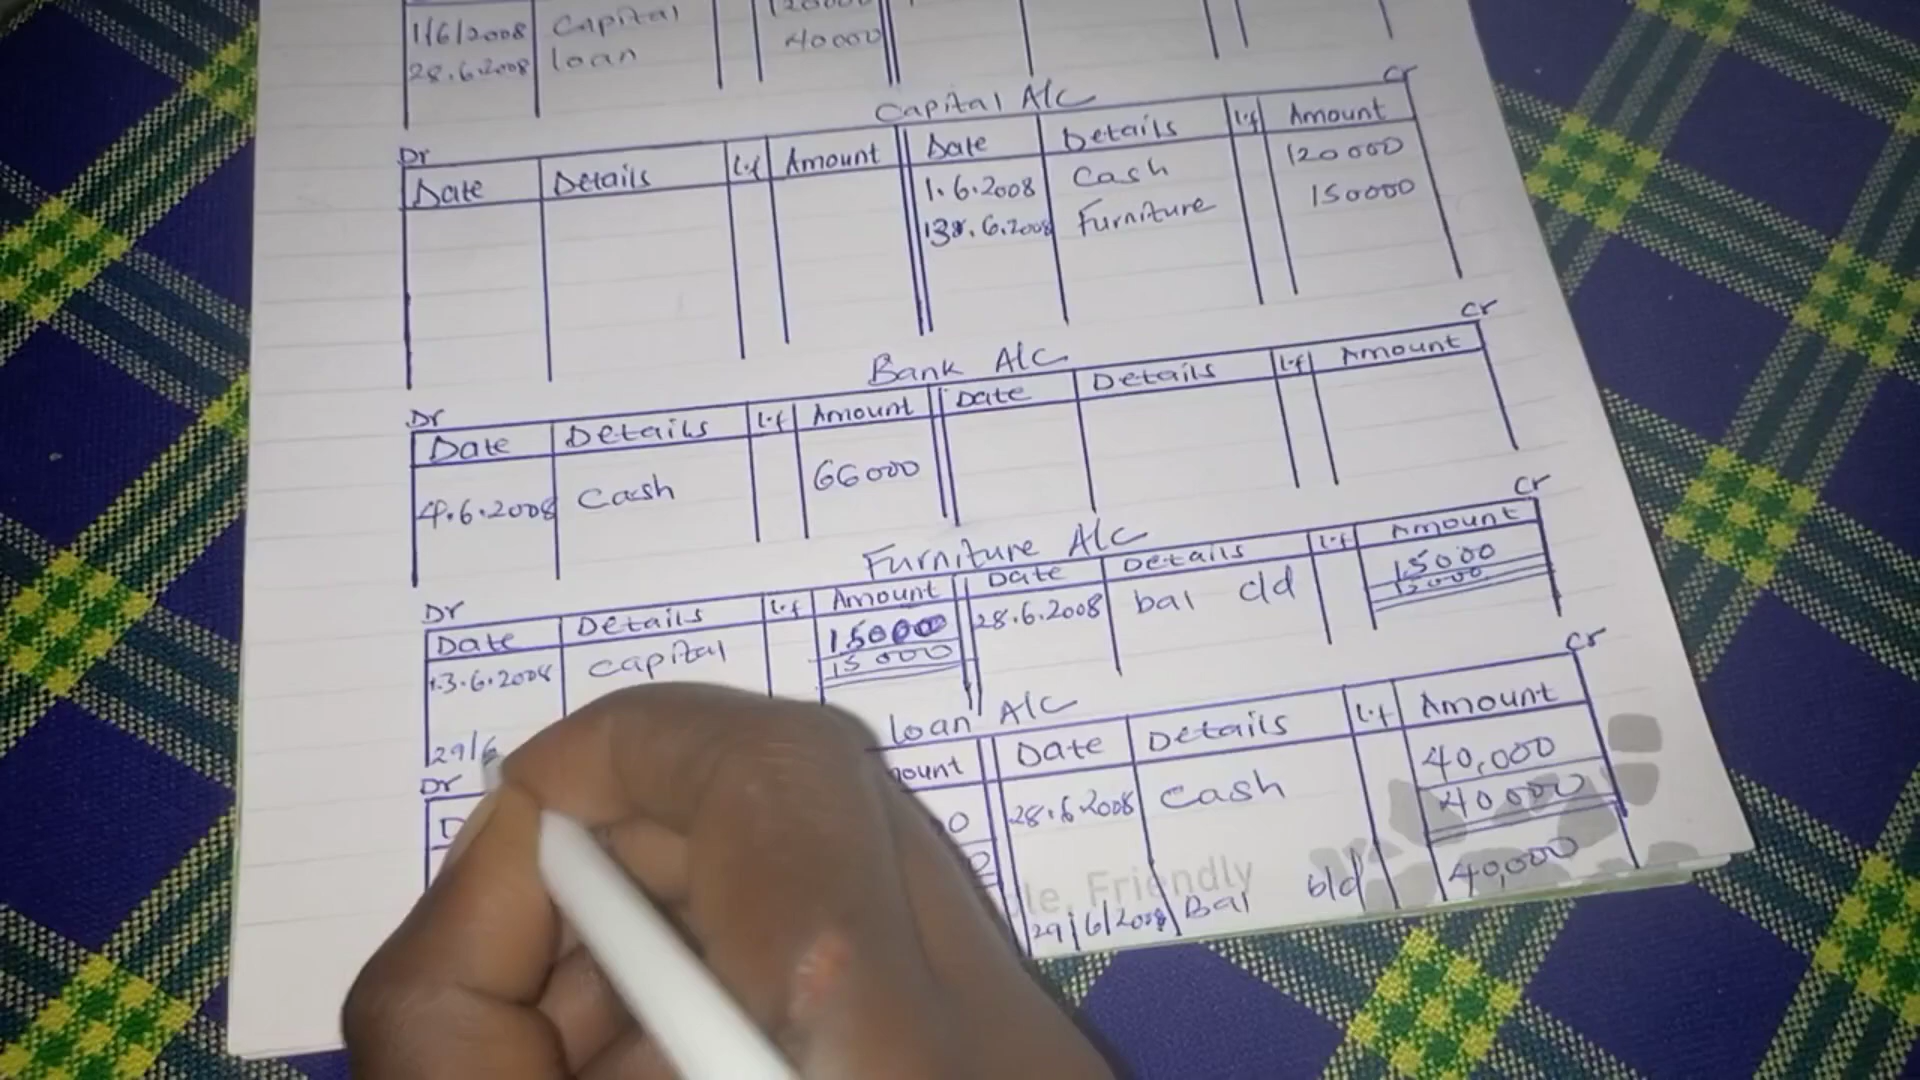 1/6/2008 Capital 120000
28.6.2008 loan 40000
Capital A/C
Dr Cr
Date Details l.f Amount Date Details l.f Amount
1.6.2008 Cash 120000
13.6.2008 Furniture 150000
Bank A/C
Dr Cr
Date Details l.f Amount Date Details l.f Amount
4.6.2008 Cash 66000
Furniture A/C
Dr Cr
Date Details l.f Amount Date Details l.f Amount
13.6.2008 capital 15000 28.6.2008 bal c/d 15000
15000 15000
29/6
loan A/C
Dr Cr
Date Details l.f Amount
28.6.2008 Cash 40,000
40000
29/6/2008 Bal b/d 40,000
Friendly